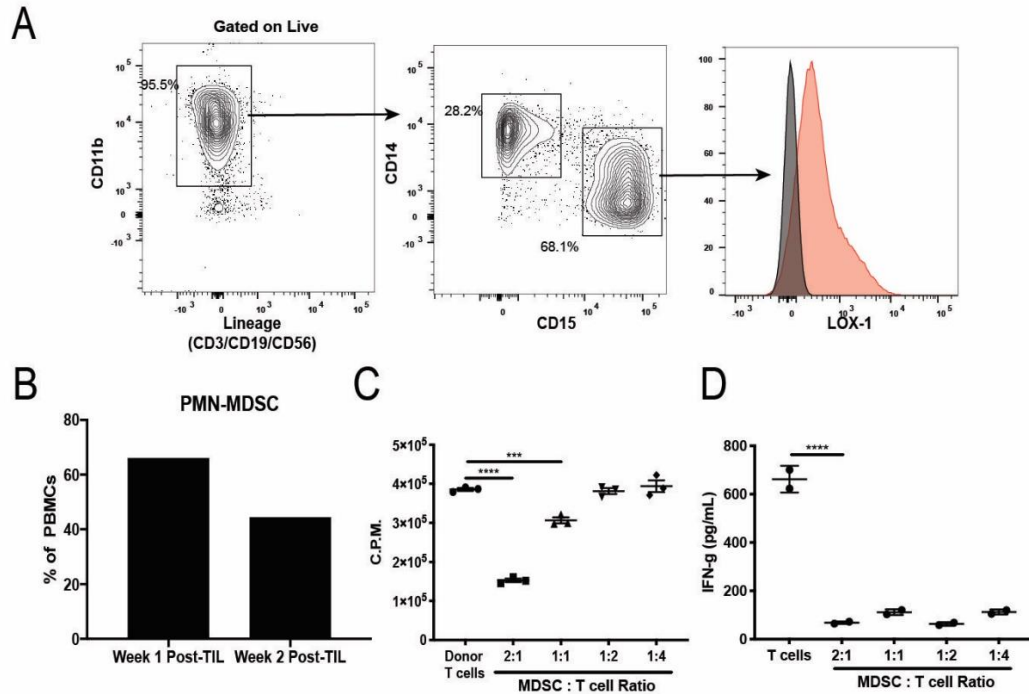 A
Gated on Live
CD11b
10^5
10^4
10^3
0
-10^3
95.5%
-10^3 0 10^3 10^4 10^5
Lineage
(CD3/CD19/CD56)
CD14
10^5
10^4
10^3
0
-10^3
28.2%
68.1%
0 10^4 10^5
CD15
100
80
60
40
20
0
-10^3 0 10^3 10^4 10^5
LOX-1
B
PMN-MDSC
% of PBMCs
80
60
40
20
0
Week 1 Post-TIL Week 2 Post-TIL
C
C.P.M.
5×10^5
4×10^5
3×10^5
2×10^5
1×10^5
0
***
****
Donor
T cells
2:1 1:1 1:2 1:4
MDSC : T cell Ratio
D
IFN-g (pg/mL)
800
600
400
200
0
****
T cells 2:1 1:1 1:2 1:4
MDSC : T cell Ratio